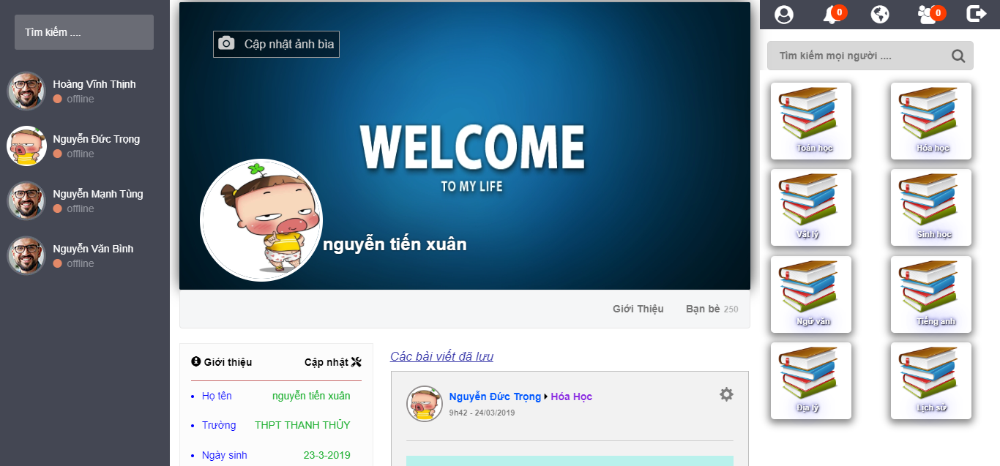 Tìm kiếm ....
Hoàng Vĩnh Thịnh
offline
Nguyễn Đức Trọng
offline
Nguyễn Mạnh Tùng
offline
Nguyễn Văn Bình
offline
Cập nhật ảnh bìa
WELCOME
TO MY LIFE
nguyễn tiến xuân
Giới Thiệu
Bạn bè 250
Giới thiệu
Cập nhật
Họ tên
nguyễn tiến xuân
Trường
THPT THANH THỦY
Ngày sinh
23-3-2019
Các bài viết đã lưu
Nguyễn Đức Trọng Hóa Học
9h42 - 24/03/2019
0
0
Tìm kiếm mọi người ....
Toán học
Hóa học
Vật lý
Sinh học
Ngữ văn
Tiếng anh
Địa lý
Lịch sử